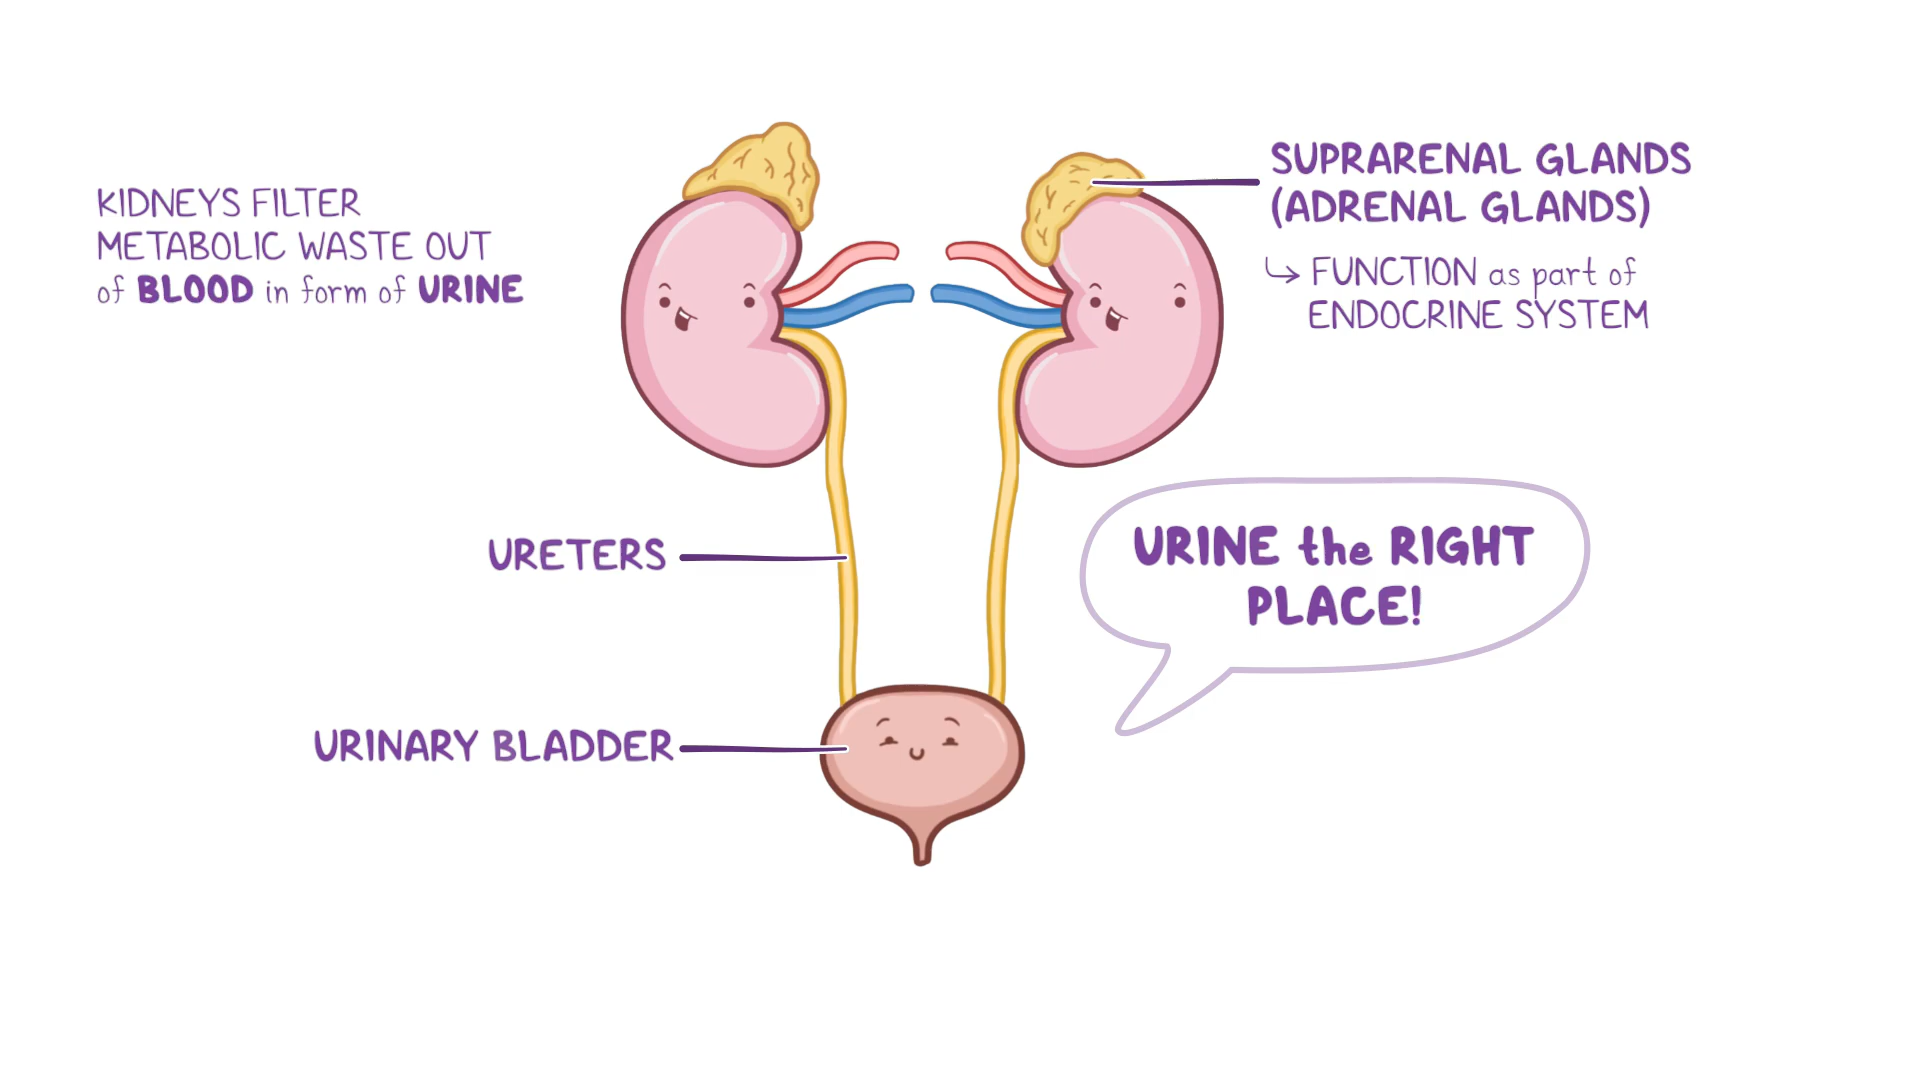 KIDNEYS FILTER
METABOLIC WASTE OUT
of BLOOD in form of URINE
SUPRARENAL GLANDS
(ADRENAL GLANDS)
↳ FUNCTION as part of
ENDOCRINE SYSTEM
URETERS
URINE the RIGHT
PLACE!
URINARY BLADDER